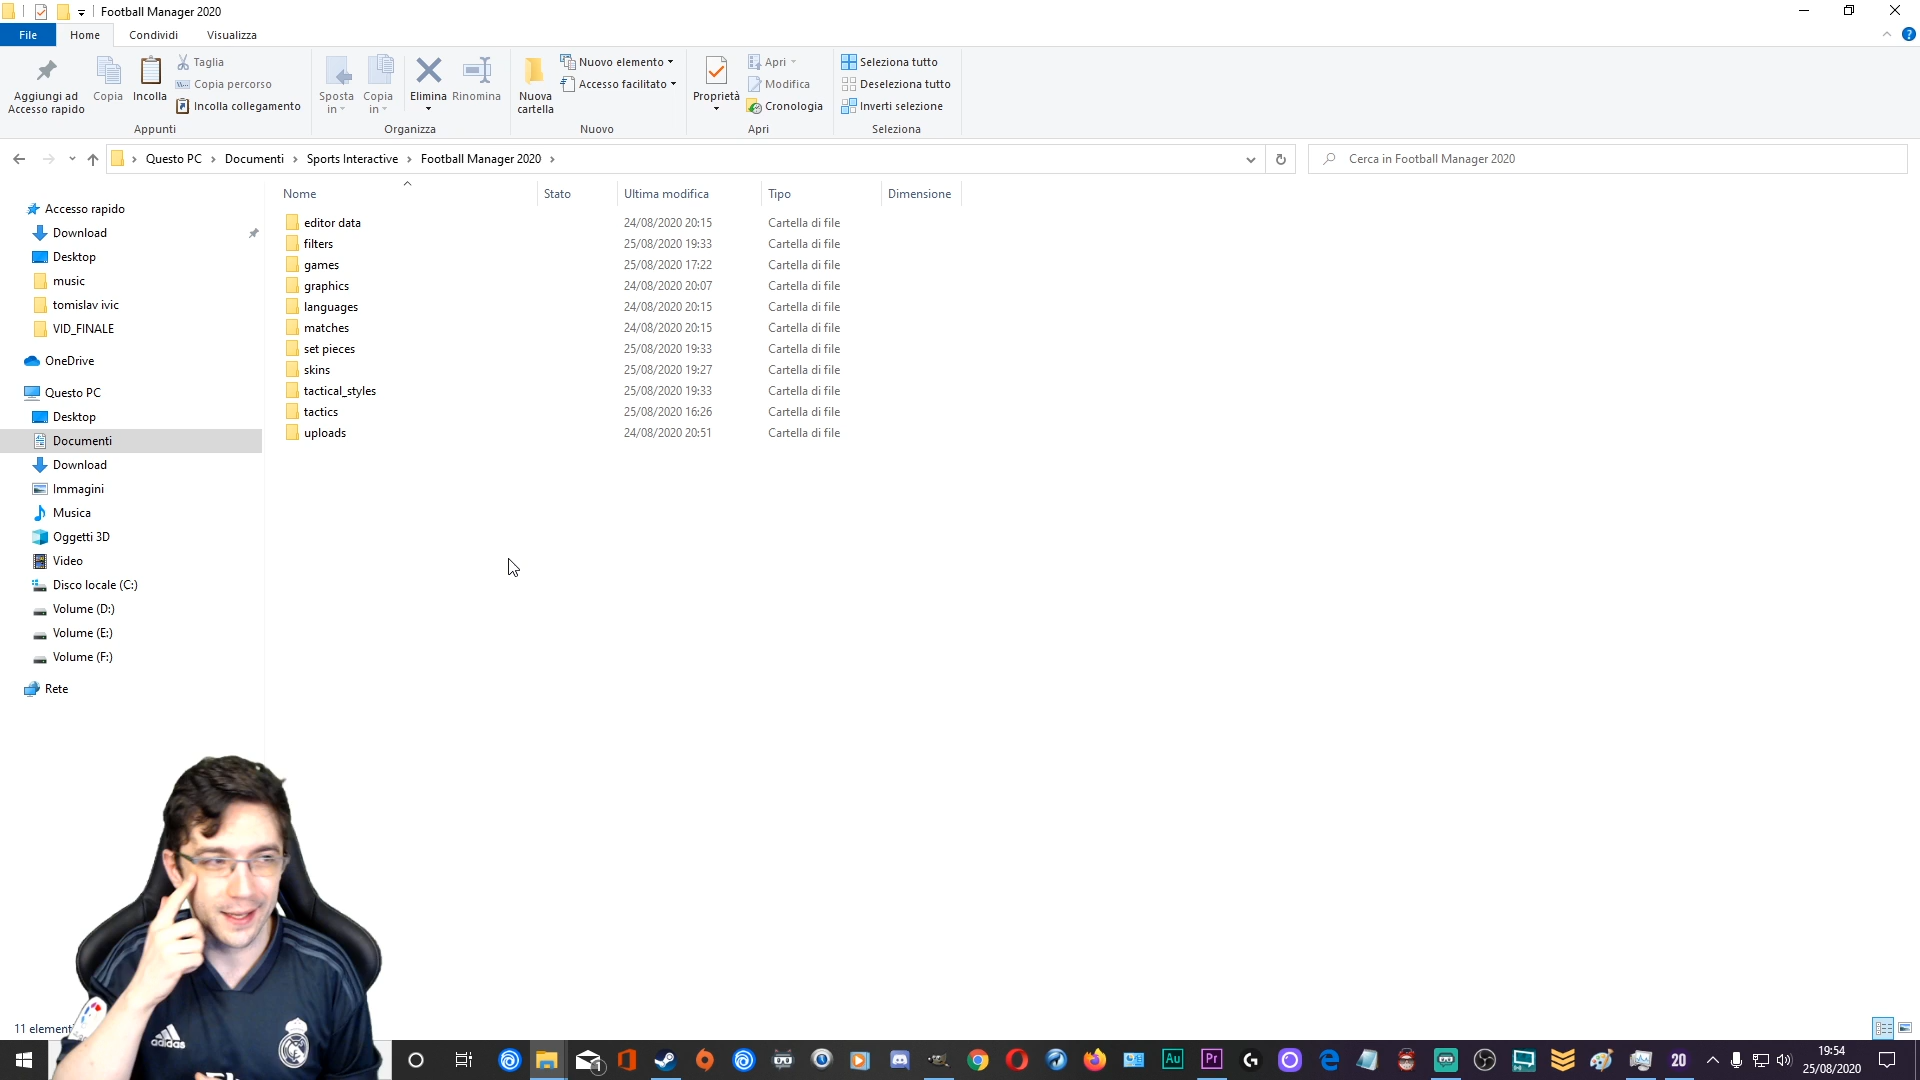 Football Manager 2020
File Home Condividi Visualizza
Aggiungi ad Accesso rapido
Copia
Incolla
Taglia
Copia percorso
Incolla collegamento
Appunti
Sposta in
Copia in
Elimina
Rinomina
Organizza
Nuova cartella
Nuovo elemento
Accesso facilitato
Nuovo
Proprietà
Apri
Modifica
Cronologia
Apri
Seleziona tutto
Deseleziona tutto
Inverti selezione
Seleziona
Questo PC > Documenti > Sports Interactive > Football Manager 2020 >
Cerca in Football Manager 2020
Accesso rapido
Download
Desktop
music
tomislav ivic
VID_FINALE
OneDrive
Questo PC
Desktop
Documenti
Download
Immagini
Musica
Oggetti 3D
Video
Disco locale (C:)
Volume (D:)
Volume (E:)
Volume (F:)
Rete
Nome Stato Ultima modifica Tipo Dimensione
editor data 24/08/2020 20:15 Cartella di file
filters 25/08/2020 19:33 Cartella di file
games 25/08/2020 17:22 Cartella di file
graphics 24/08/2020 20:07 Cartella di file
languages 24/08/2020 20:15 Cartella di file
matches 24/08/2020 20:15 Cartella di file
set pieces 25/08/2020 19:33 Cartella di file
skins 25/08/2020 19:27 Cartella di file
tactical_styles 25/08/2020 19:33 Cartella di file
tactics 25/08/2020 16:26 Cartella di file
uploads 24/08/2020 20:51 Cartella di file
adidas
11 element
1
Au
Pr
20
19:54
25/08/2020